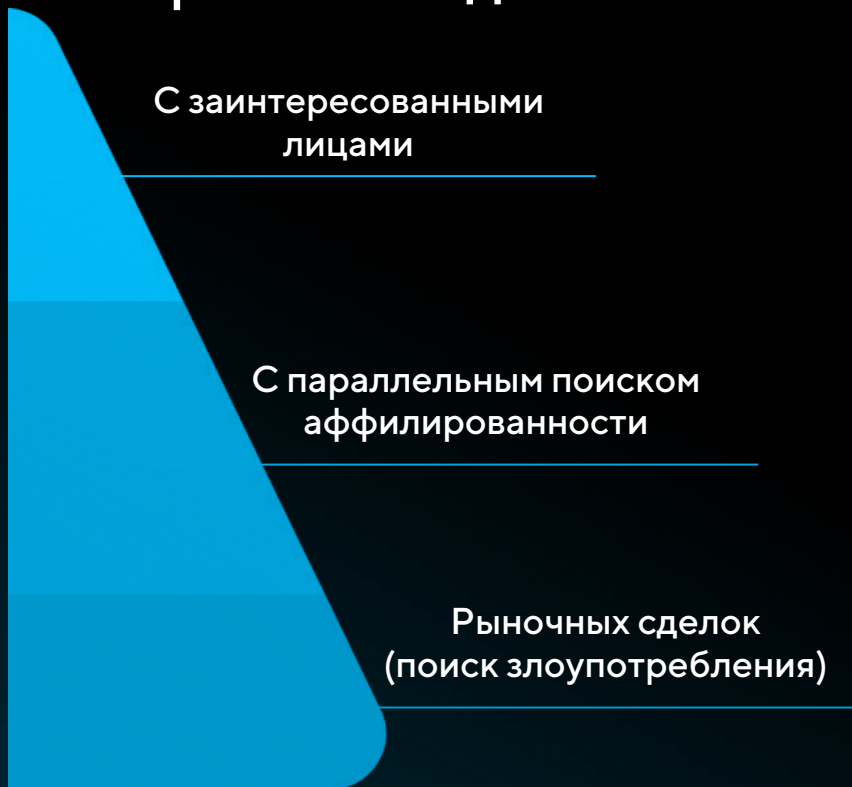 С заинтересованными
лицами
С параллельным поиском
аффилированности
Рыночных сделок
(поиск злоупотребления)